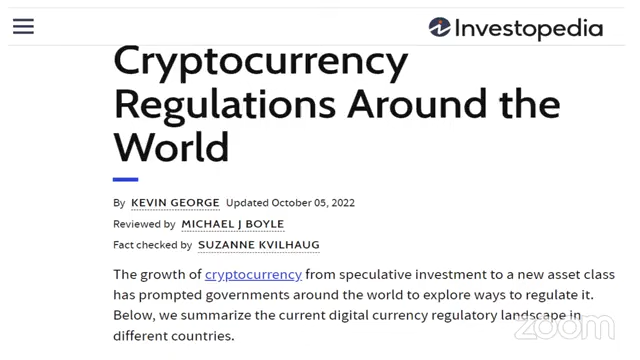 Investopedia
Cryptocurrency
Regulations Around the
World
By KEVIN GEORGE Updated October 05, 2022
Reviewed by MICHAEL J BOYLE
Fact checked by SUZANNE KVILHAUG
The growth of cryptocurrency from speculative investment to a new asset class
has prompted governments around the world to explore ways to regulate it.
Below, we summarize the current digital currency regulatory landscape in
different countries.
zoom